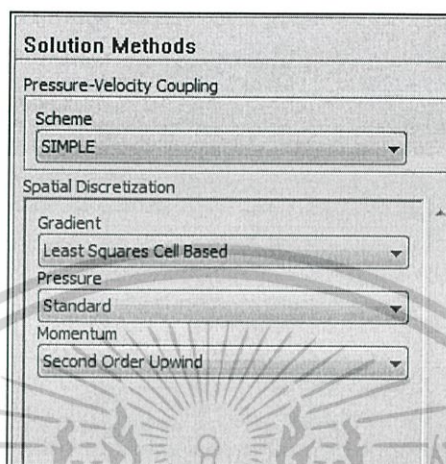 Solution Methods
Pressure-Velocity Coupling
Scheme
SIMPLE
Spatial Discretization
Gradient
Least Squares Cell Based
Pressure
Standard
Momentum
Second Order Upwind